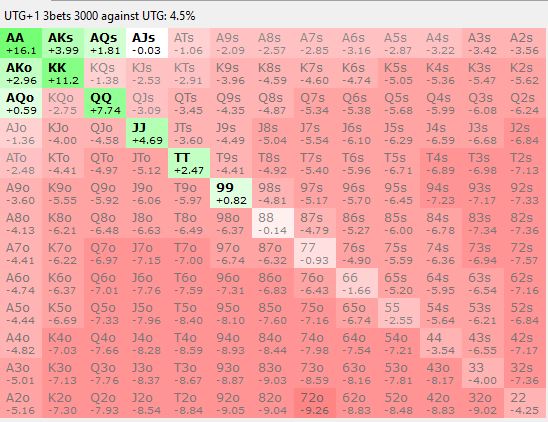 UTG+1 3bets 3000 against UTG: 4.5%
AA AKs AQs AJs ATs A9s A8s A7s A6s A5s A4s A3s A2s
+16.1 +3.99 +1.81 -0.03 -1.06 -2.09 -2.57 -2.85 -3.16 -2.87 -3.22 -3.42 -3.56
AKo KK KQs KJs KTs K9s K8s K7s K6s K5s K4s K3s K2s
+2.96 +11.2 -1.38 -2.53 -2.91 -3.96 -4.59 -4.60 -4.74 -5.05 -5.36 -5.47 -5.62
AQo KQo QQ QJs QTs Q9s Q8s Q7s Q6s Q5s Q4s Q3s Q2s
+0.59 -2.75 +7.74 -3.09 -3.45 -4.35 -4.87 -5.34 -5.38 -5.68 -5.99 -6.08 -6.24
AJo KJo QJo JJ JTs J9s J8s J7s J6s J5s J4s J3s J2s
-1.36 -4.00 -4.58 +4.69 -3.60 -4.49 -5.04 -5.54 -6.10 -6.29 -6.59 -6.68 -6.84
ATo KTo QTo JTo TT T9s T8s T7s T6s T5s T4s T3s T2s
-2.48 -4.41 -4.97 -5.12 +2.47 -4.41 -4.92 -5.40 -5.96 -6.71 -6.89 -6.98 -7.13
A9o K9o Q9o J9o T9o 99 98s 97s 96s 95s 94s 93s 92s
-3.60 -5.55 -5.92 -6.06 -5.97 +0.82 -4.81 -5.17 -5.70 -6.45 -7.23 -7.17 -7.33
A8o K8o Q8o J8o T8o 98o 88 87s 86s 85s 84s 83s 82s
-4.13 -6.21 -6.48 -6.63 -6.49 -6.37 -0.14 -4.79 -5.27 -6.00 -6.78 -7.34 -7.36
A7o K7o Q7o J7o T7o 97o 87o 77 76s 75s 74s 73s 72s
-4.41 -6.22 -6.97 -7.15 -7.00 -6.74 -6.32 -0.93 -4.90 -5.59 -6.36 -6.94 -7.57
A6o K6o Q6o J6o T6o 96o 86o 76o 66 65s 64s 63s 62s
-4.74 -6.37 -7.01 -7.76 -7.59 -7.31 -6.83 -6.43 -1.66 -5.20 -5.95 -6.54 -7.16
A5o K5o Q5o J5o T5o 95o 85o 75o 65o 55 54s 53s 52s
-4.44 -6.69 -7.33 -7.96 -8.40 -8.10 -7.60 -7.16 -6.74 -2.55 -5.64 -6.21 -6.84
A4o K4o Q4o J4o T4o 94o 84o 74o 64o 54o 44 43s 42s
-4.82 -7.03 -7.66 -8.28 -8.59 -8.93 -8.44 -7.98 -7.54 -7.21 -3.54 -6.55 -7.17
A3o K3o Q3o J3o T3o 93o 83o 73o 63o 53o 43o 33 32s
-5.01 -7.13 -7.76 -8.37 -8.67 -8.87 -9.03 -8.59 -8.16 -7.81 -8.17 -4.00 -7.36
A2o K2o Q2o J2o T2o 92o 82o 72o 62o 52o 42o 32o 22
-5.16 -7.30 -7.93 -8.54 -8.84 -9.05 -9.04 -9.26 -8.83 -8.48 -8.83 -9.02 -4.25